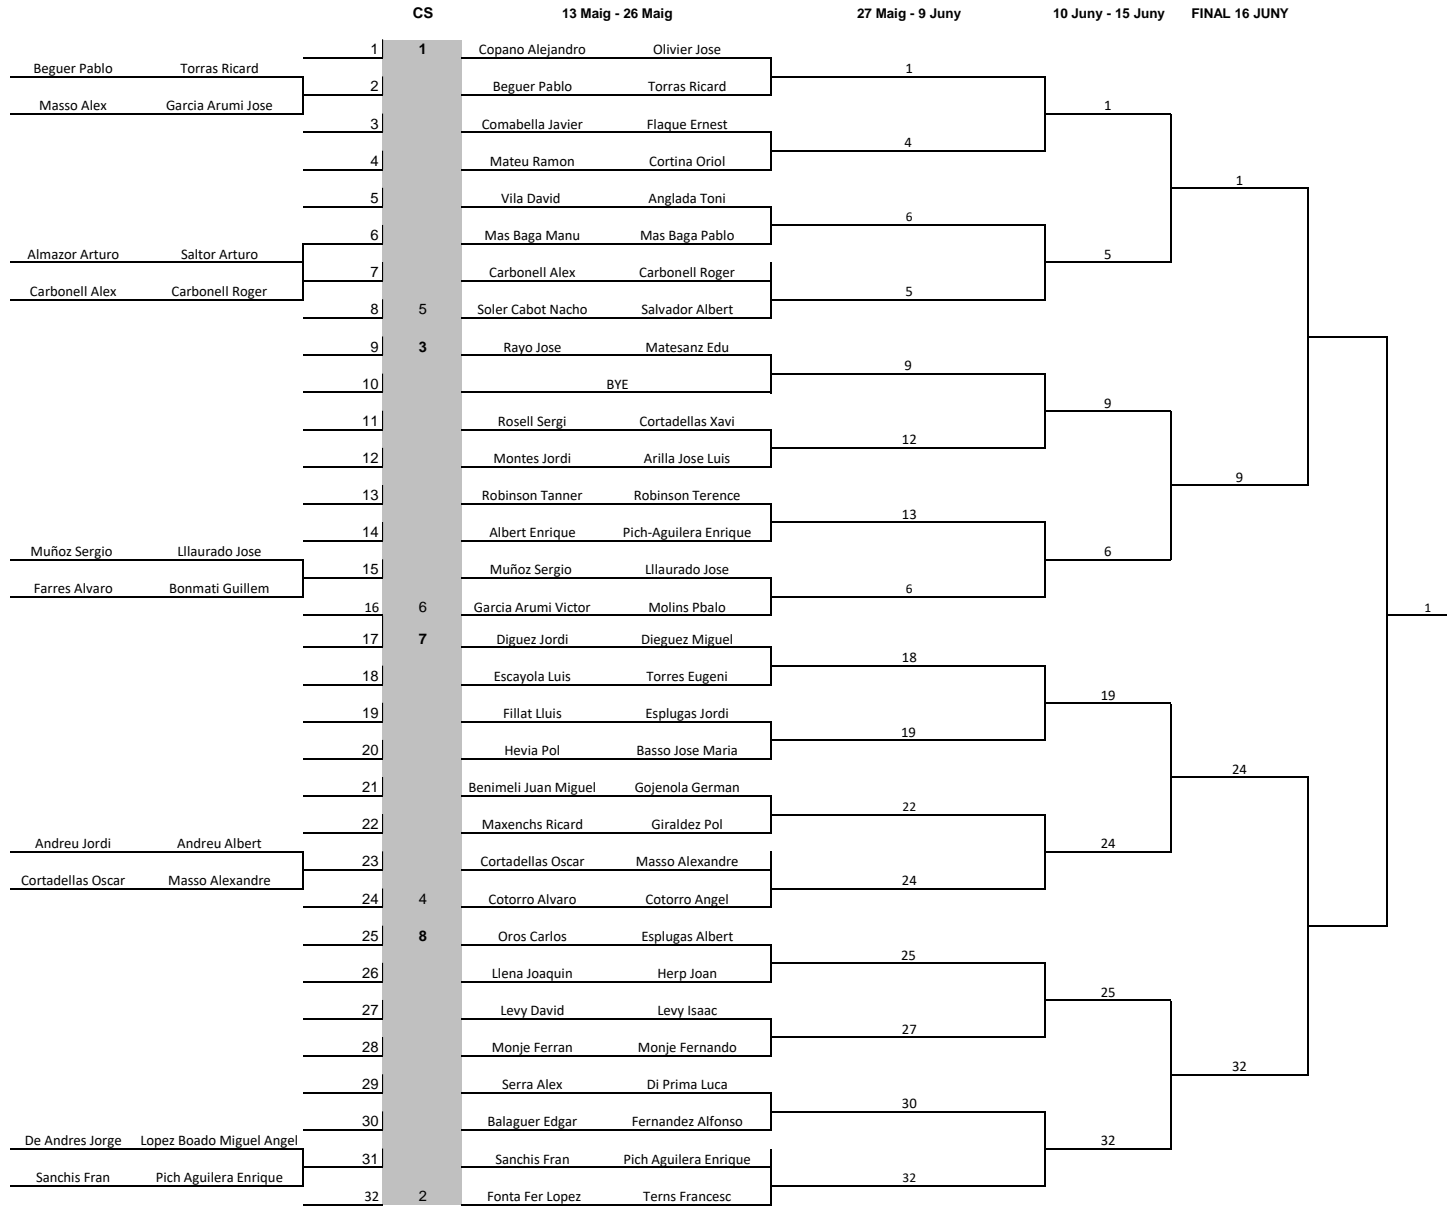 CS 13 Maig - 26 Maig 27 Maig - 9 Juny 10 Juny - 15 Juny FINAL 16 JUNY
1 1 Copano Alejandro Olivier Jose
Beguer Pablo Torras Ricard 1
2 Beguer Pablo Torras Ricard
Masso Alex Garcia Arumi Jose 1
3 Comabella Javier Flaque Ernest
4
4 Mateu Ramon Cortina Oriol
1
5 Vila David Anglada Toni
6
6 Mas Baga Manu Mas Baga Pablo
Almazor Arturo Saltor Arturo 5
7 Carbonell Alex Carbonell Roger
Carbonell Alex Carbonell Roger 5
8 5 Soler Cabot Nacho Salvador Albert
9 3 Rayo Jose Matesanz Edu
9
10 BYE
9
11 Rosell Sergi Cortadellas Xavi
12
12 Montes Jordi Arilla Jose Luis
9
13 Robinson Tanner Robinson Terence
13
14 Albert Enrique Pich-Aguilera Enrique
Muñoz Sergio Lllaurado Jose 6
15 Muñoz Sergio Lllaurado Jose
Farres Alvaro Bonmati Guillem 6
16 6 Garcia Arumi Victor Molins Pbalo 1
17 7 Diguez Jordi Dieguez Miguel
18
18 Escayola Luis Torres Eugeni
19
19 Fillat Lluis Esplugas Jordi
19
20 Hevia Pol Basso Jose Maria
24
21 Benimeli Juan Miguel Gojenola German
22
22 Maxenchs Ricard Giraldez Pol
Andreu Jordi Andreu Albert 24
23 Cortadellas Oscar Masso Alexandre
Cortadellas Oscar Masso Alexandre 24
24 4 Cotorro Alvaro Cotorro Angel
25 8 Oros Carlos Esplugas Albert
25
26 Llena Joaquin Herp Joan
25
27 Levy David Levy Isaac
27
28 Monje Ferran Monje Fernando
32
29 Serra Alex Di Prima Luca
30
30 Balaguer Edgar Fernandez Alfonso
De Andres Jorge Lopez Boado Miguel Angel 32
31 Sanchis Fran Pich Aguilera Enrique
Sanchis Fran Pich Aguilera Enrique 32
32 2 Fonta Fer Lopez Terns Francesc